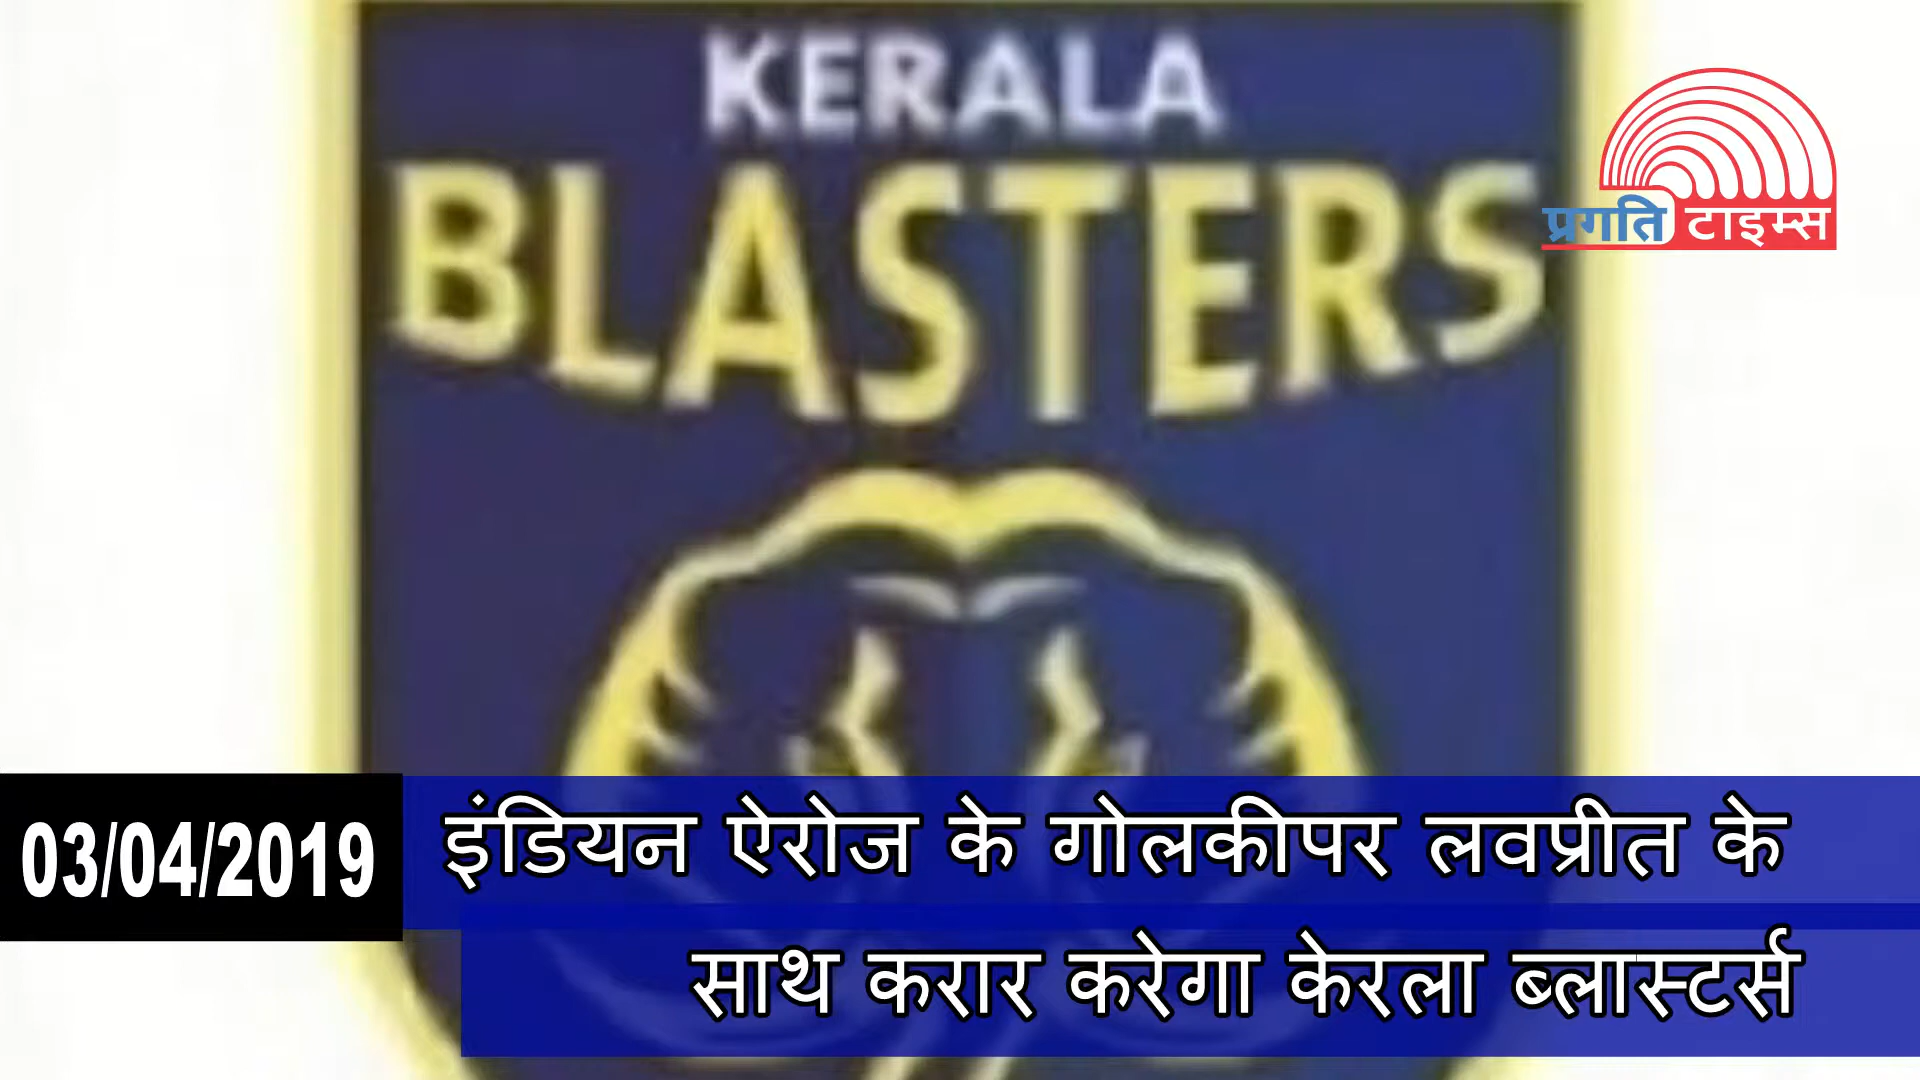 KERALA
BLASTERS
प्रगति टाइम्स
03/04/2019
इंडियन ऐरोज के गोलकीपर लवप्रीत के
साथ करार करेगा केरला ब्लास्टर्स